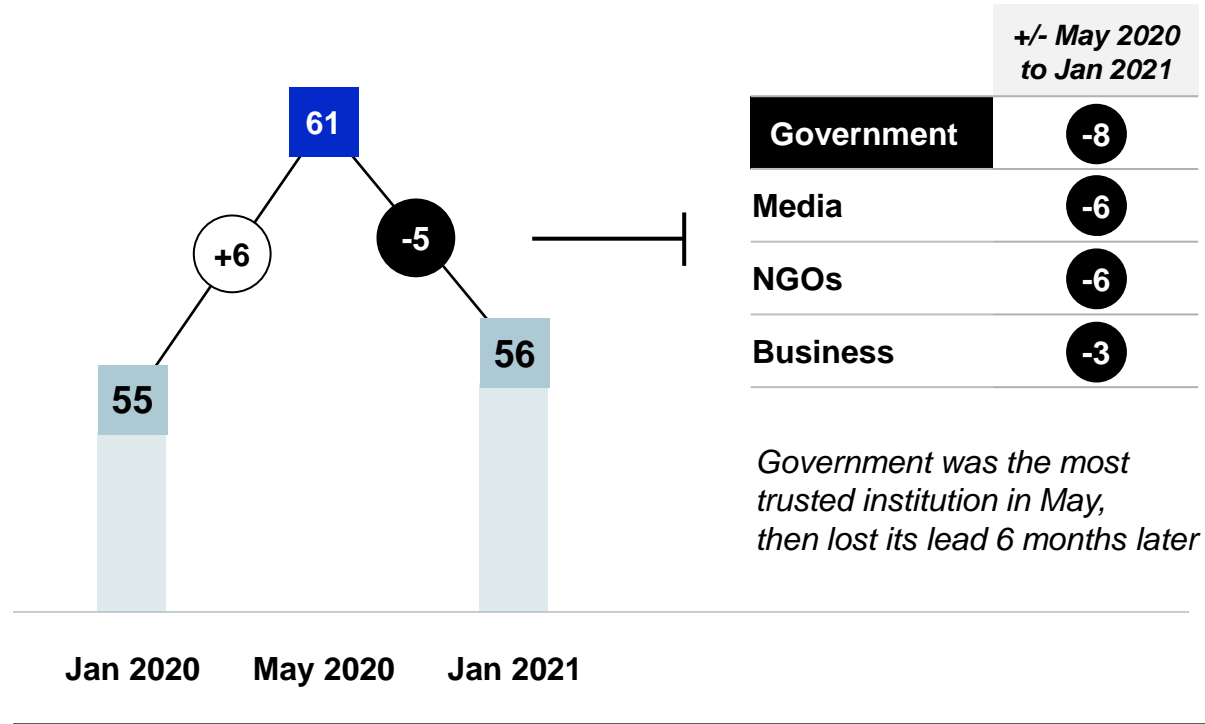 61
+6
-5
55
56
Jan 2020 May 2020 Jan 2021
+/- May 2020
to Jan 2021
Government -8
Media -6
NGOs -6
Business -3
Government was the most
trusted institution in May,
then lost its lead 6 months later